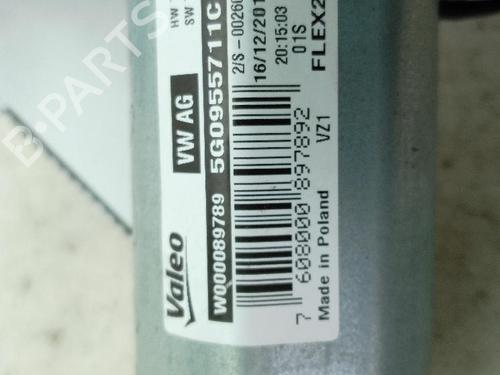 HW
SW
VW AG
5G0955711C
2/S-0026
16/12/201
20:15:03
01S
FLEX2
Valeo
W000089789
7 608000 897892
VZ1
Made in Poland